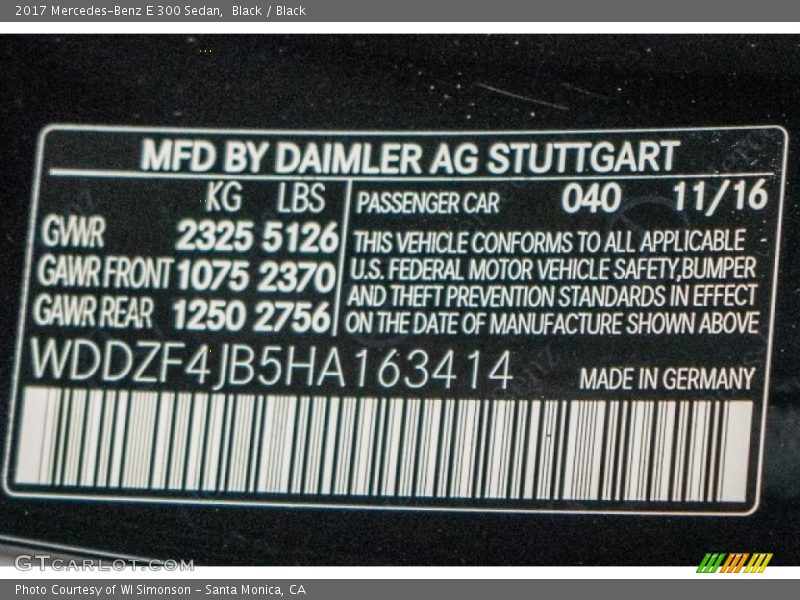 2017 Mercedes-Benz E 300 Sedan, Black / Black
MFD BY DAIMLER AG STUTTGART
KG LBS
GVWR 2325 5126
GAWR FRONT 1075 2370
GAWR REAR 1250 2756
PASSENGER CAR 040 11/16
THIS VEHICLE CONFORMS TO ALL APPLICABLE
U.S. FEDERAL MOTOR VEHICLE SAFETY,BUMPER
AND THEFT PREVENTION STANDARDS IN EFFECT
ON THE DATE OF MANUFACTURE SHOWN ABOVE
WDDZF4JB5HA163414
MADE IN GERMANY
GTcarlot.com
Photo Courtesy of WI Simonson - Santa Monica, CA